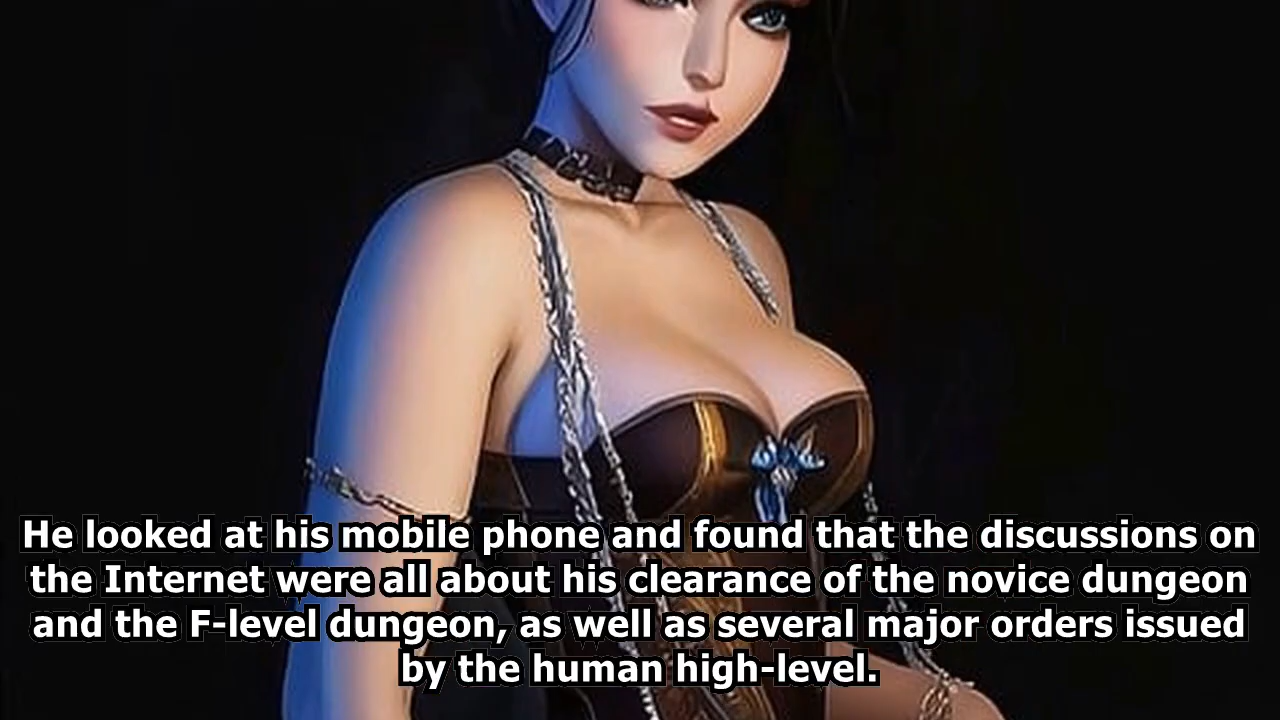 He looked at his mobile phone and found that the discussions on
the Internet were all about his clearance of the novice dungeon
and the F-level dungeon, as well as several major orders issued
by the human high-level.